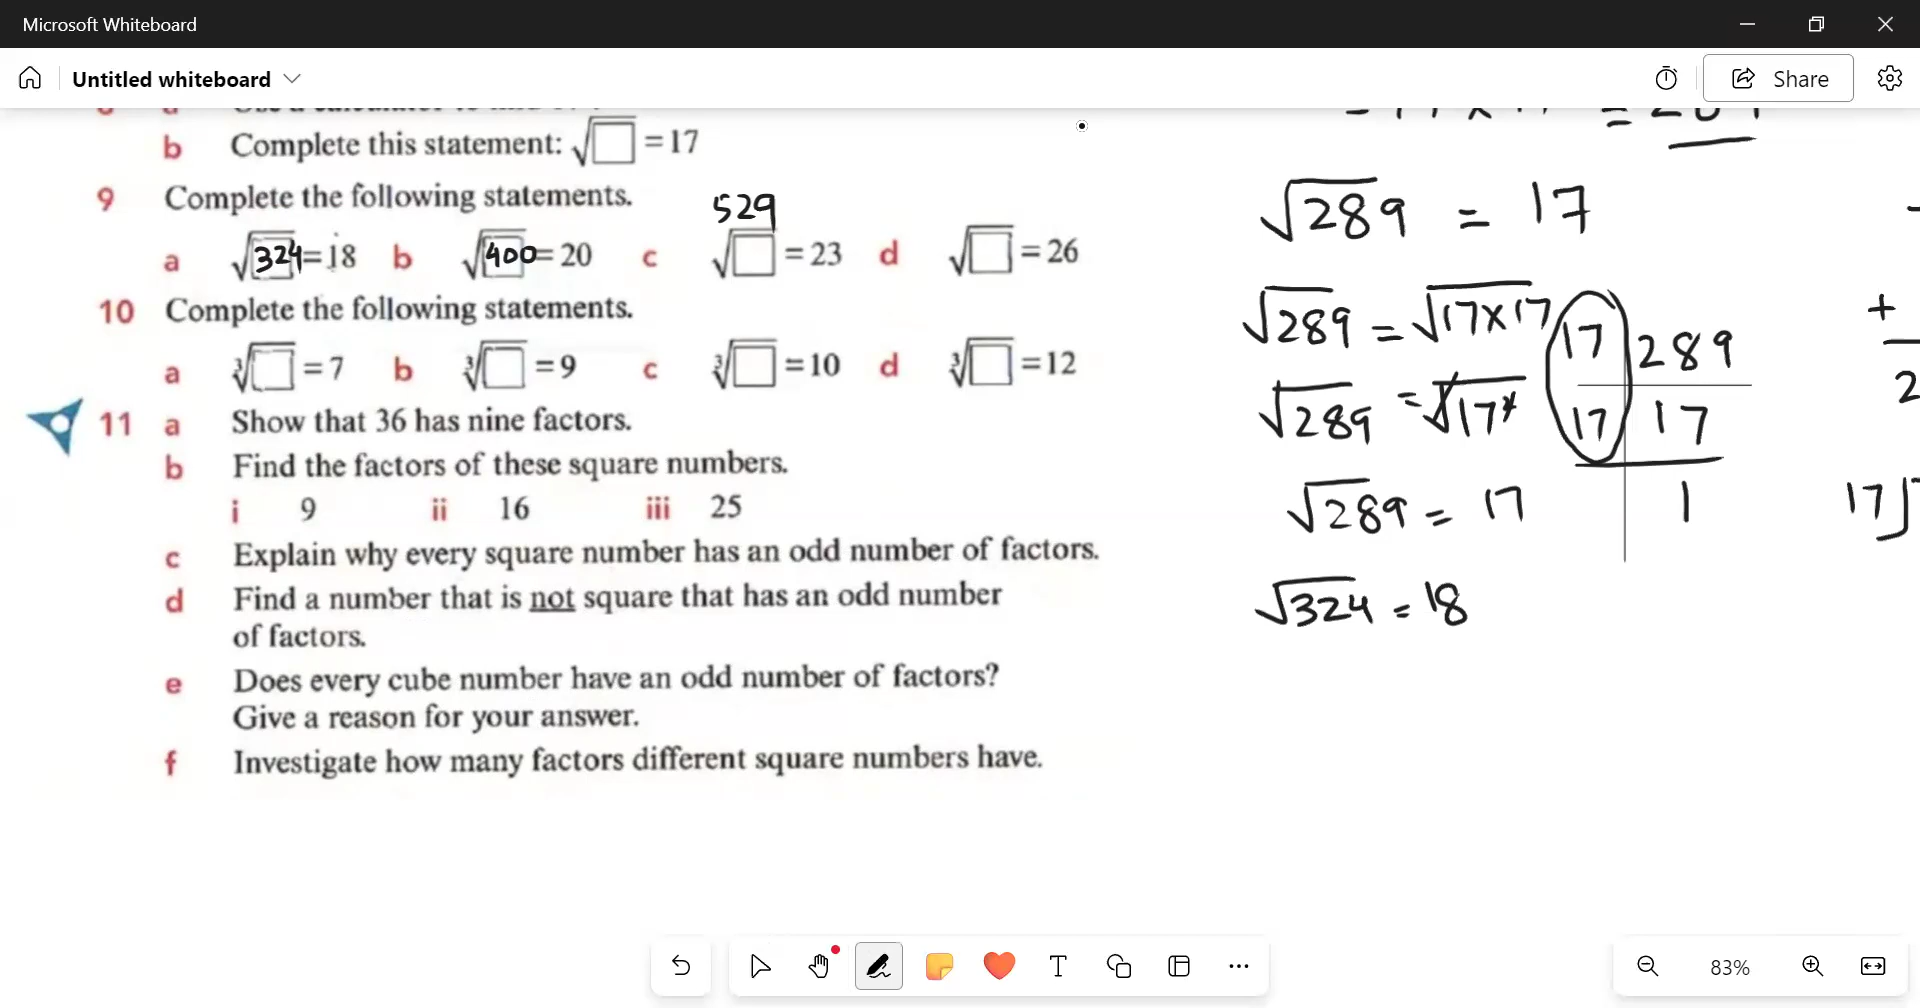 Microsoft Whiteboard
Untitled whiteboard
Share
b Complete this statement: √□ = 17
9 Complete the following statements.
529
a √324 = 18 b √400 = 20 c √□ = 23 d √□ = 26
10 Complete the following statements.
a ∛□ = 7 b ∛□ = 9 c ∛□ = 10 d ∛□ = 12
11 a Show that 36 has nine factors.
b Find the factors of these square numbers.
i 9 ii 16 iii 25
c Explain why every square number has an odd number of factors.
d Find a number that is not square that has an odd number
of factors.
e Does every cube number have an odd number of factors?
Give a reason for your answer.
f Investigate how many factors different square numbers have.
√289 = 17
√289 = √17×17
√289 = √17²
√289 = 17
√324 = 18
17 289
17 17
1
+
2
17
83%